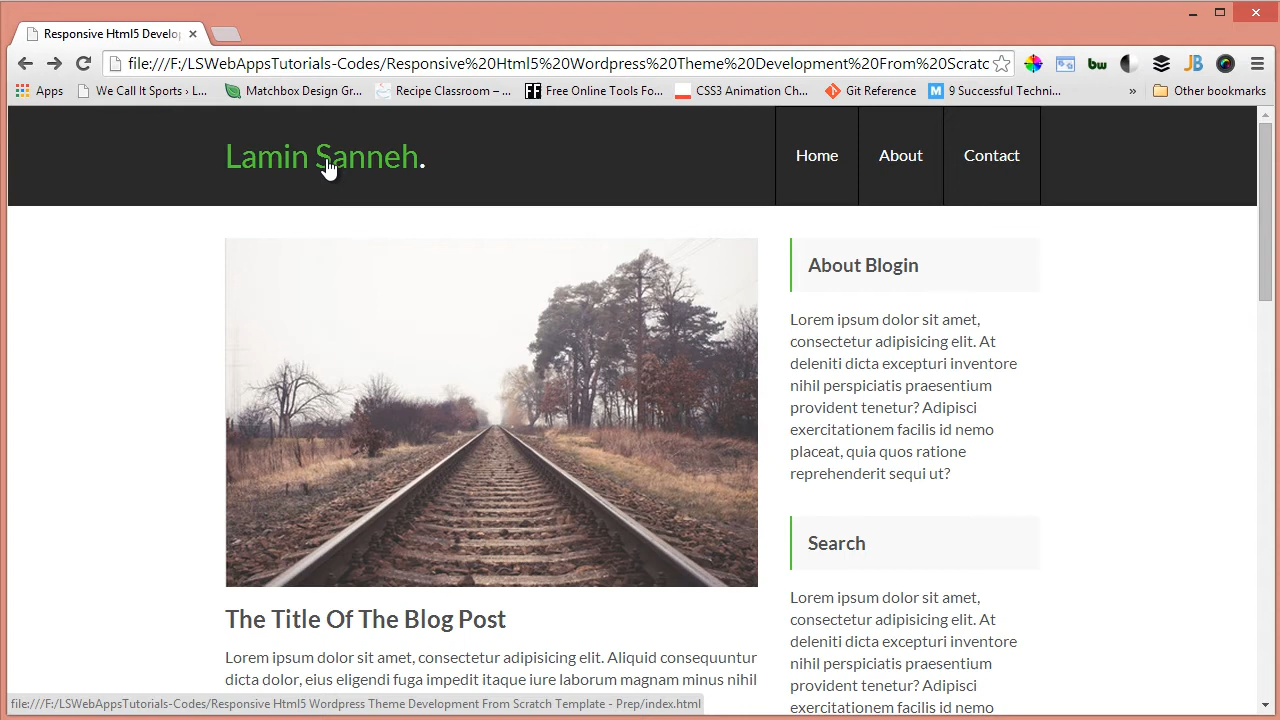 Responsive Html5 Develop
file:///F:/LSWebAppsTutorials-Codes/Responsive%20Html5%20Wordpress%20Theme%20Development%20From%20Scratc
Apps We Call It Sports › L... Matchbox Design Gr... Recipe Class.com – ... FF Free Online Tools Fo... CSS3 Animation Ch... Git Reference M 9 Successful Techni... » Other bookmarks
bw JB
Lamin Sanneh.
Home About Contact
About Blogin
Lorem ipsum dolor sit amet,
consectetur adipisicing elit. At
deleniti dicta excepturi inventore
nihil perspiciatis praesentium
provident tenetur? Adipisci
exercitationem facilis id nemo
placeat, quia quos ratione
reprehenderit sequi ut?
Search
Lorem ipsum dolor sit amet,
consectetur adipisicing elit. At
deleniti dicta excepturi inventore
nihil perspiciatis praesentium
provident tenetur? Adipisci
exercitationem facilis id nemo
The Title Of The Blog Post
Lorem ipsum dolor sit amet, consectetur adipisicing elit. Aliquid consequuntur
dicta dolor, eius eligendi fuga impedit itaque iure laborum magnam minus nihil
file:///F:/LSWebAppsTutorials-Codes/Responsive Html5 Wordpress Theme Development From Scratch Template - Prep/index.html